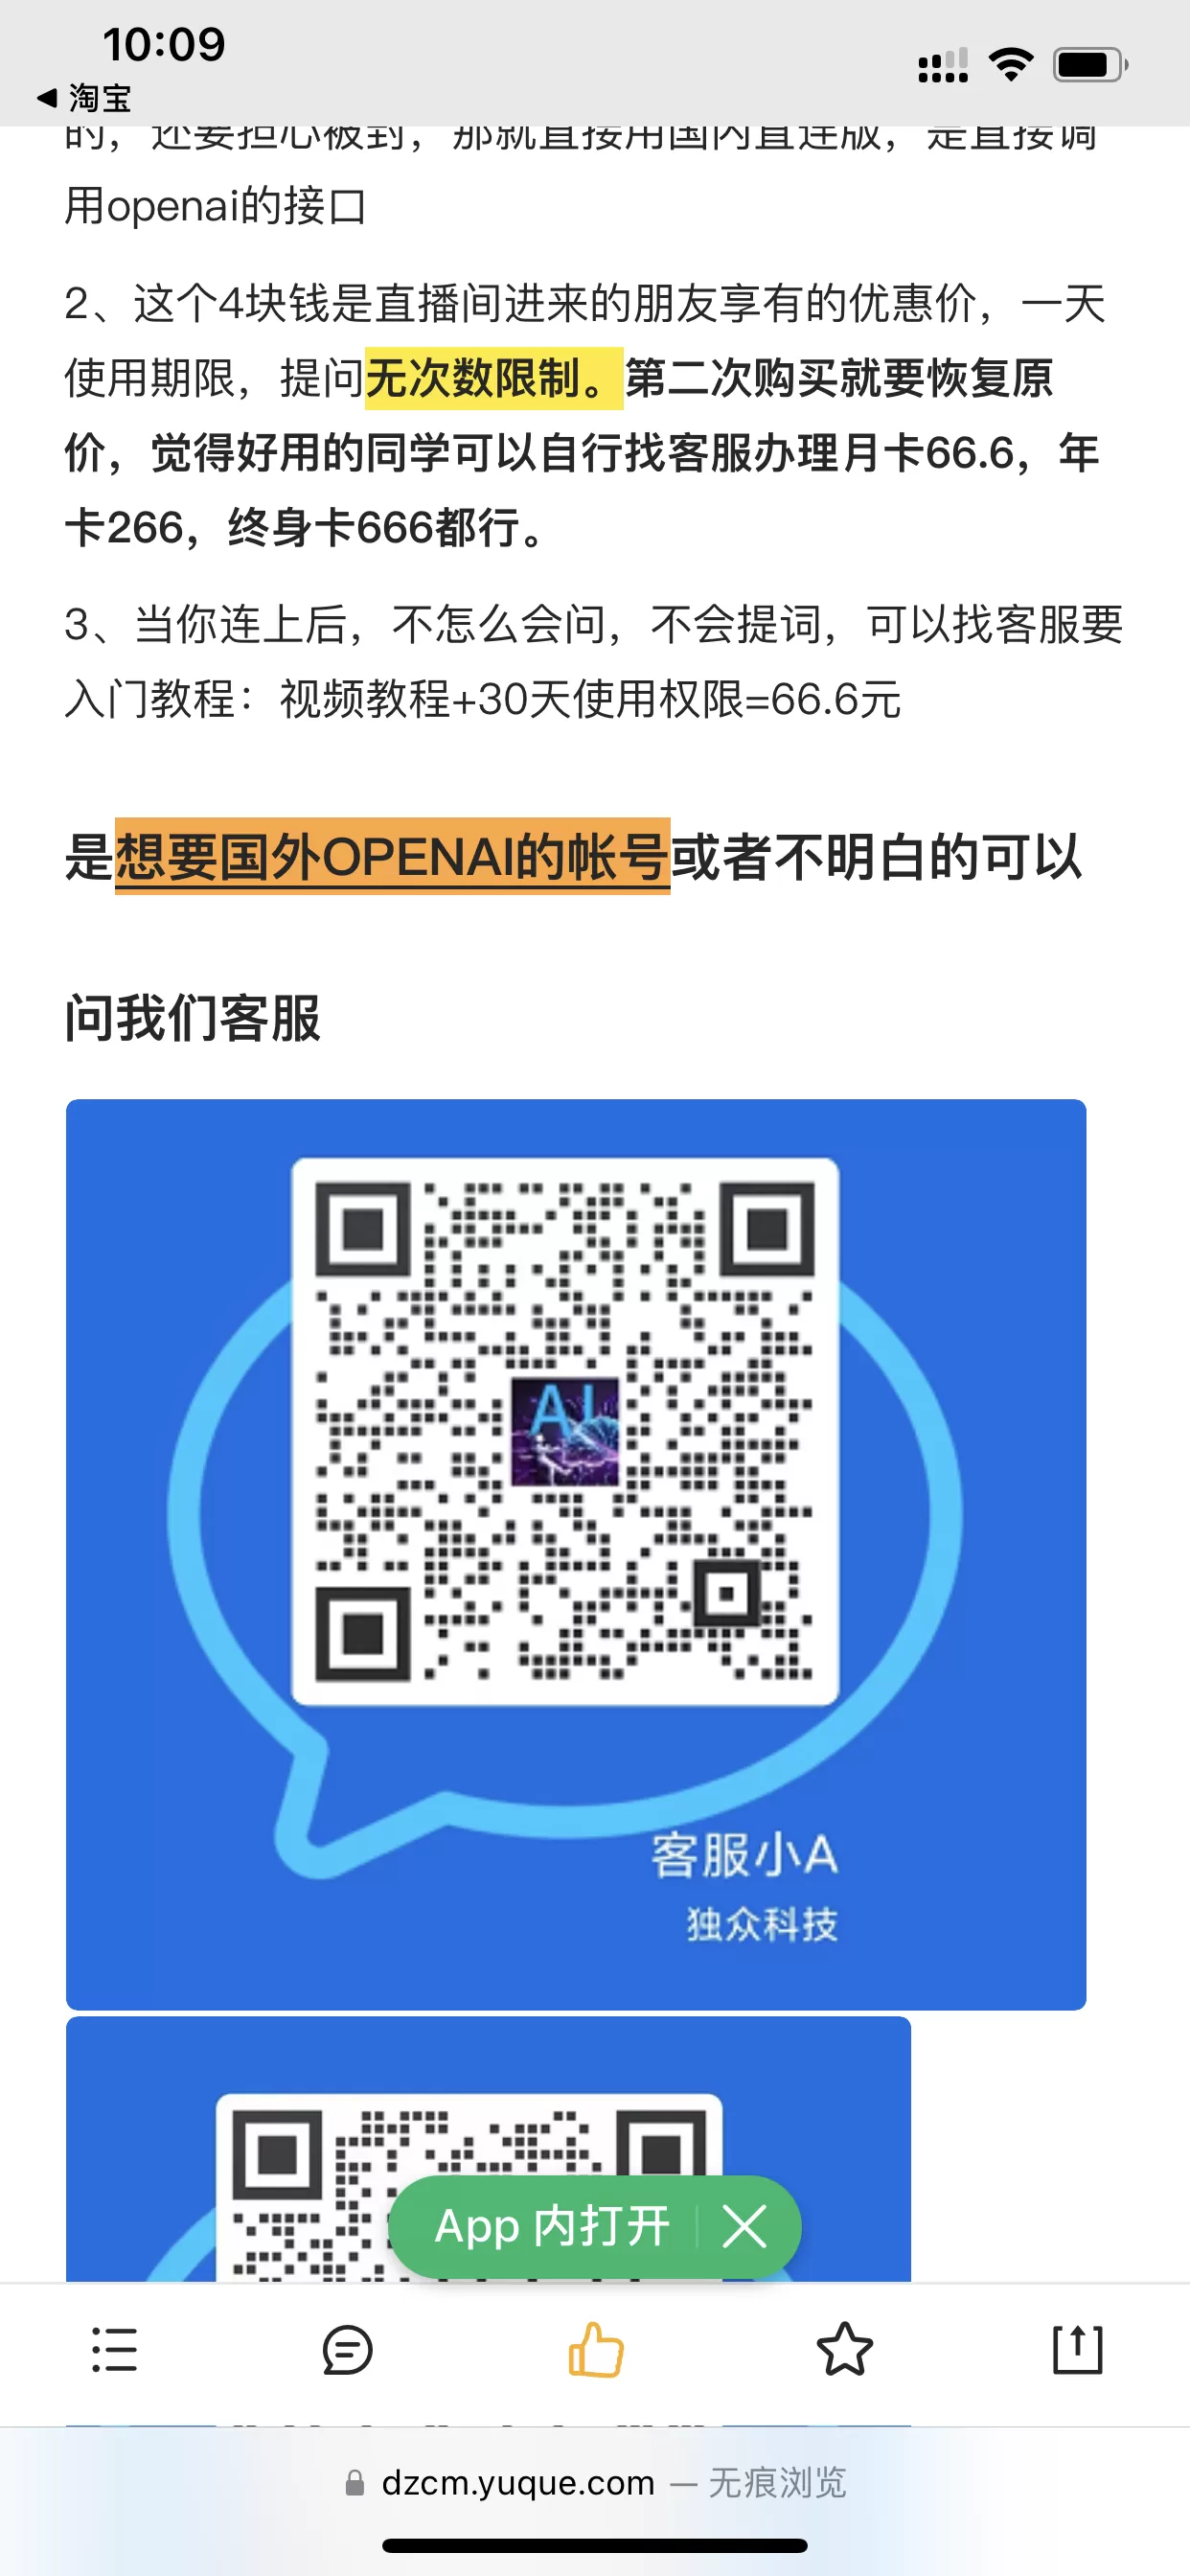 10:09
淘宝
的，还要担心被封，那就直接用国内直连版，是直接调
用openai的接口
2、这个4块钱是直播间进来的朋友享有的优惠价，一天
使用期限，提问无次数限制。第二次购买就要恢复原
价，觉得好用的同学可以自行找客服办理月卡66.6，年
卡266，终身卡666都行。
3、当你连上后，不怎么会问，不会提词，可以找客服要
入门教程：视频教程+30天使用权限=66.6元
是想要国外OPENAI的帐号或者不明白的可以
问我们客服
AI
客服小A
独众科技
App 内打开
dzcm.yuque.com — 无痕浏览